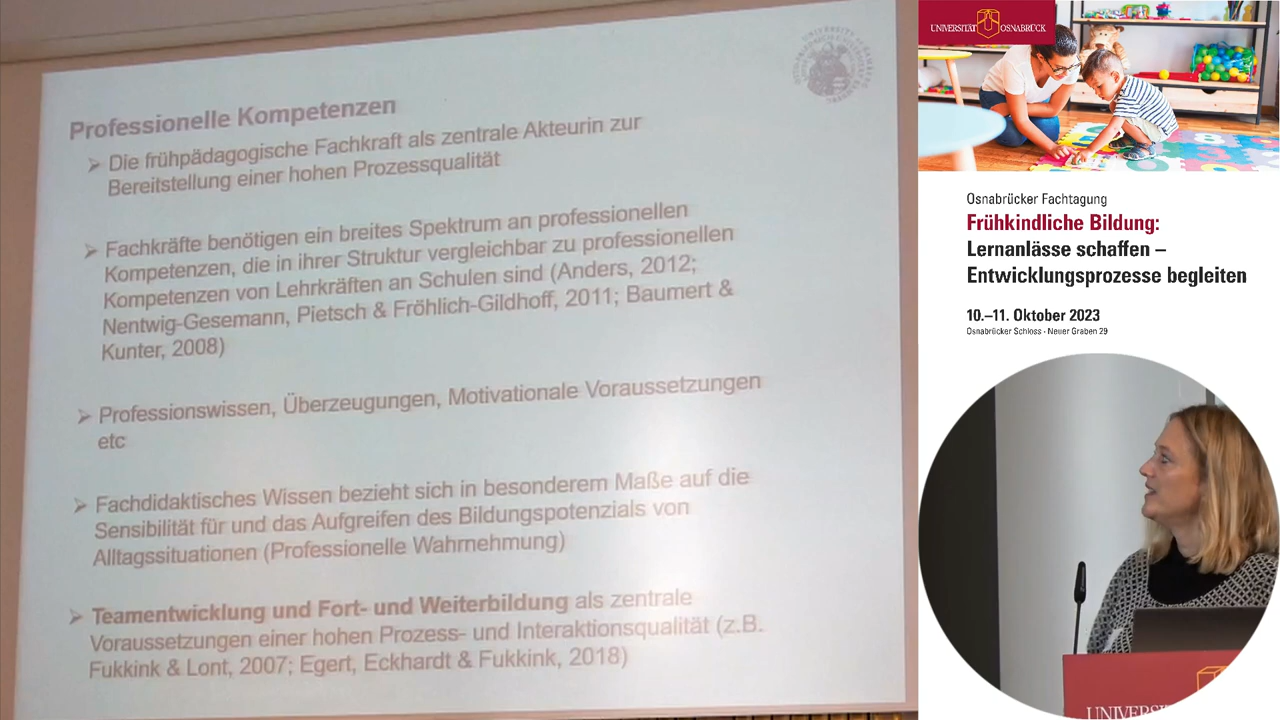 Professionelle Kompetenzen
➢ Die frühpädagogische Fachkraft als zentrale Akteurin zur
Bereitstellung einer hohen Prozessqualität
➢ Fachkräfte benötigen ein breites Spektrum an professionellen
Kompetenzen, die in ihrer Struktur vergleichbar zu professionellen
Kompetenzen von Lehrkräften an Schulen sind (Anders, 2012;
Nentwig-Gesemann, Pietsch & Fröhlich-Gildhoff, 2011; Baumert &
Kunter, 2008)
➢ Professionswissen, Überzeugungen, Motivationale Voraussetzungen
etc
➢ Fachdidaktisches Wissen bezieht sich in besonderem Maße auf die
Sensibilität für und das Aufgreifen des Bildungspotenzials von
Alltagssituationen (Professionelle Wahrnehmung)
➢ Teamentwicklung und Fort- und Weiterbildung als zentrale
Voraussetzungen einer hohen Prozess- und Interaktionsqualität (z.B.
Fukkink & Lont, 2007; Egert, Eckhardt & Fukkink, 2018)
UNIVERSITÄT OSNABRÜCK
Osnabrücker Fachtagung
Frühkindliche Bildung:
Lernanlässe schaffen –
Entwicklungsprozesse begleiten
10.–11. Oktober 2023
Osnabrücker Schloss · Neuer Graben 29